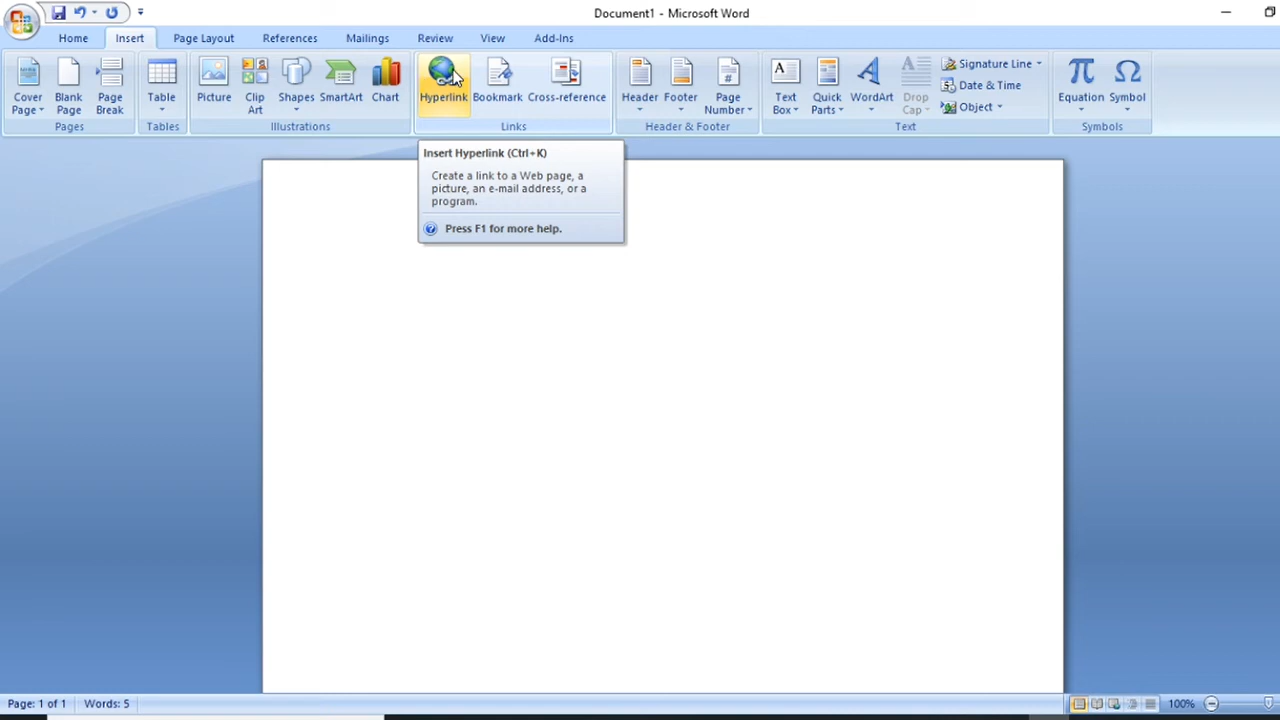 Document1 - Microsoft Word
Home Insert Page Layout References Mailings Review View Add-Ins
Cover Page Blank Page Page Break Table Picture Clip Art Shapes SmartArt Chart Hyperlink Bookmark Cross-reference Header Footer Page Number Text Box Quick Parts WordArt Drop Cap Signature Line Date & Time Object Equation Symbol
Pages Tables Illustrations Links Header & Footer Text Symbols
Insert Hyperlink (Ctrl+K)
Create a link to a Web page, a
picture, an e-mail address, or a
program.
Press F1 for more help.
Page: 1 of 1 Words: 5 100%